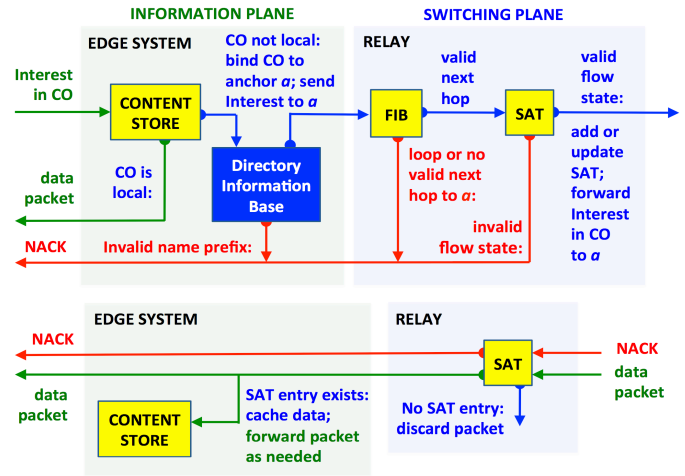 INFORMATION PLANE
SWITCHING PLANE
EDGE SYSTEM
RELAY
Interest
in CO
CONTENT
STORE
CO not local:
bind CO to
anchor a; send
Interest to a
FIB
valid
next
hop
SAT
valid
flow
state:
add or
update
SAT;
forward
Interest
in CO
to a
data
packet
CO is
local:
Directory
Information
Base
loop or no
valid next
hop to a:
NACK
Invalid name prefix:
invalid
flow state:
EDGE SYSTEM
RELAY
NACK
SAT
NACK
data
packet
data
packet
CONTENT
STORE
SAT entry exists:
cache data;
forward packet
as needed
No SAT entry:
discard packet